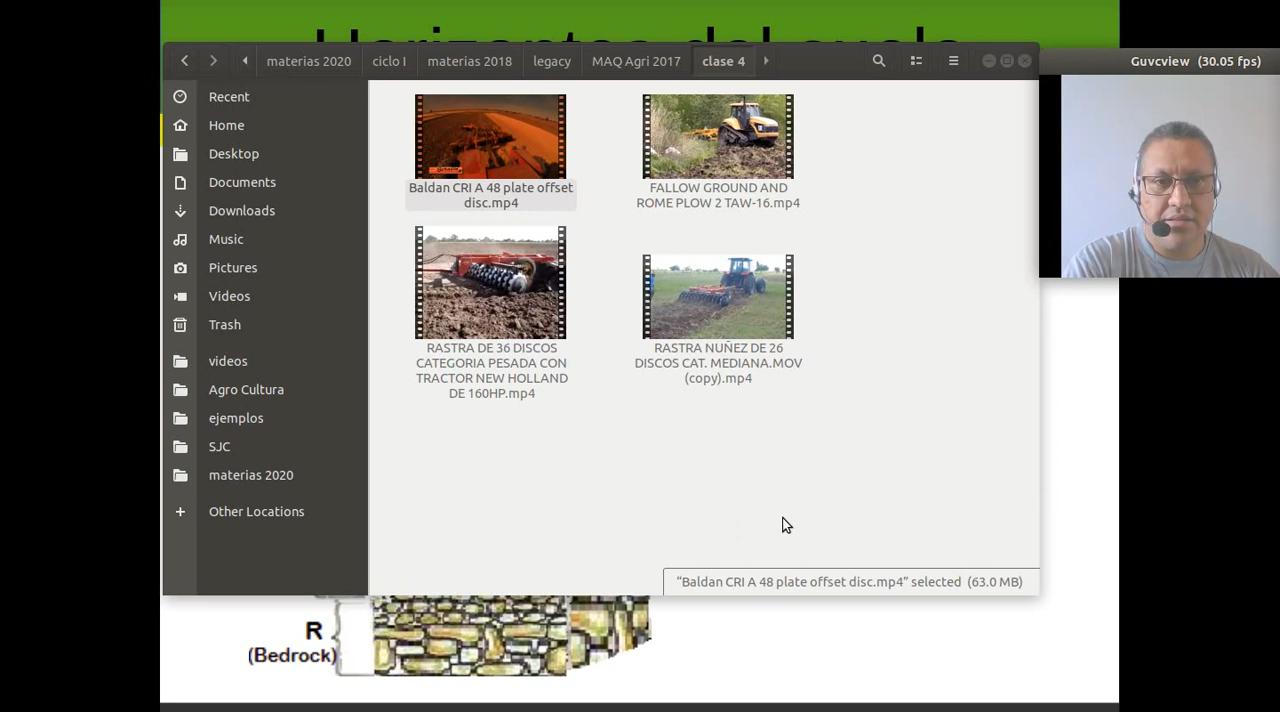 Horizontes del suelo
materias 2020
ciclo I
materias 2018
legacy
MAQ Agri 2017
clase 4
Guvcview (30.05 fps)
Recent
Home
Desktop
Documents
Downloads
Music
Pictures
Videos
Trash
videos
Agro Cultura
ejemplos
SJC
materias 2020
Other Locations
Baldan CRI A 48 plate offset
disc.mp4
FALLOW GROUND AND
ROME PLOW 2 TAW-16.mp4
RASTRA DE 36 DISCOS
CATEGORIA PESADA CON
TRACTOR NEW HOLLAND
DE 160HP.mp4
RASTRA NUÑEZ DE 26
DISCOS CAT. MEDIANA.MOV
(copy).mp4
“Baldan CRI A 48 plate offset disc.mp4” selected (63.0 MB)
R
(Bedrock)